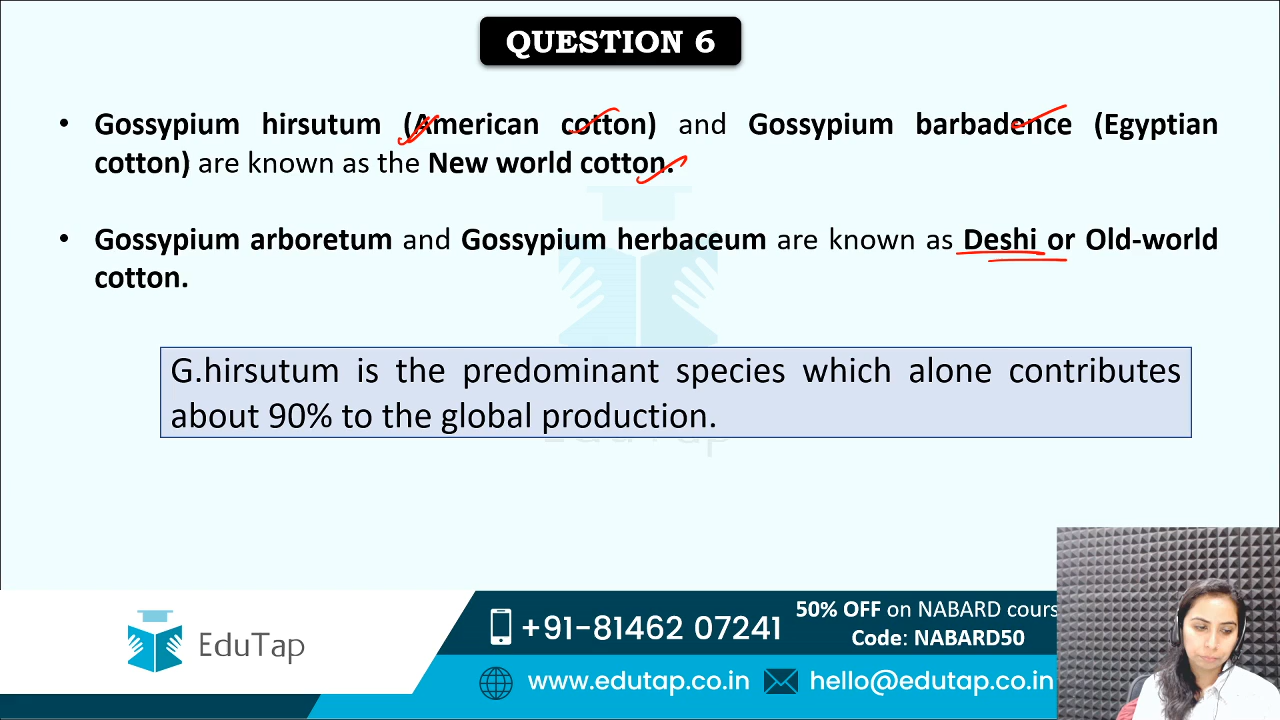 QUESTION 6
• Gossypium hirsutum (American cotton) and Gossypium barbadence (Egyptian
cotton) are known as the New world cotton.
• Gossypium arboretum and Gossypium herbaceum are known as Deshi or Old-world
cotton.
G.hirsutum is the predominant species which alone contributes
about 90% to the global production.
EduTap
EduTap
+91-81462 07241
50% OFF on NABARD cours
Code: NABARD50
www.edutap.co.in
hello@edutap.co.in